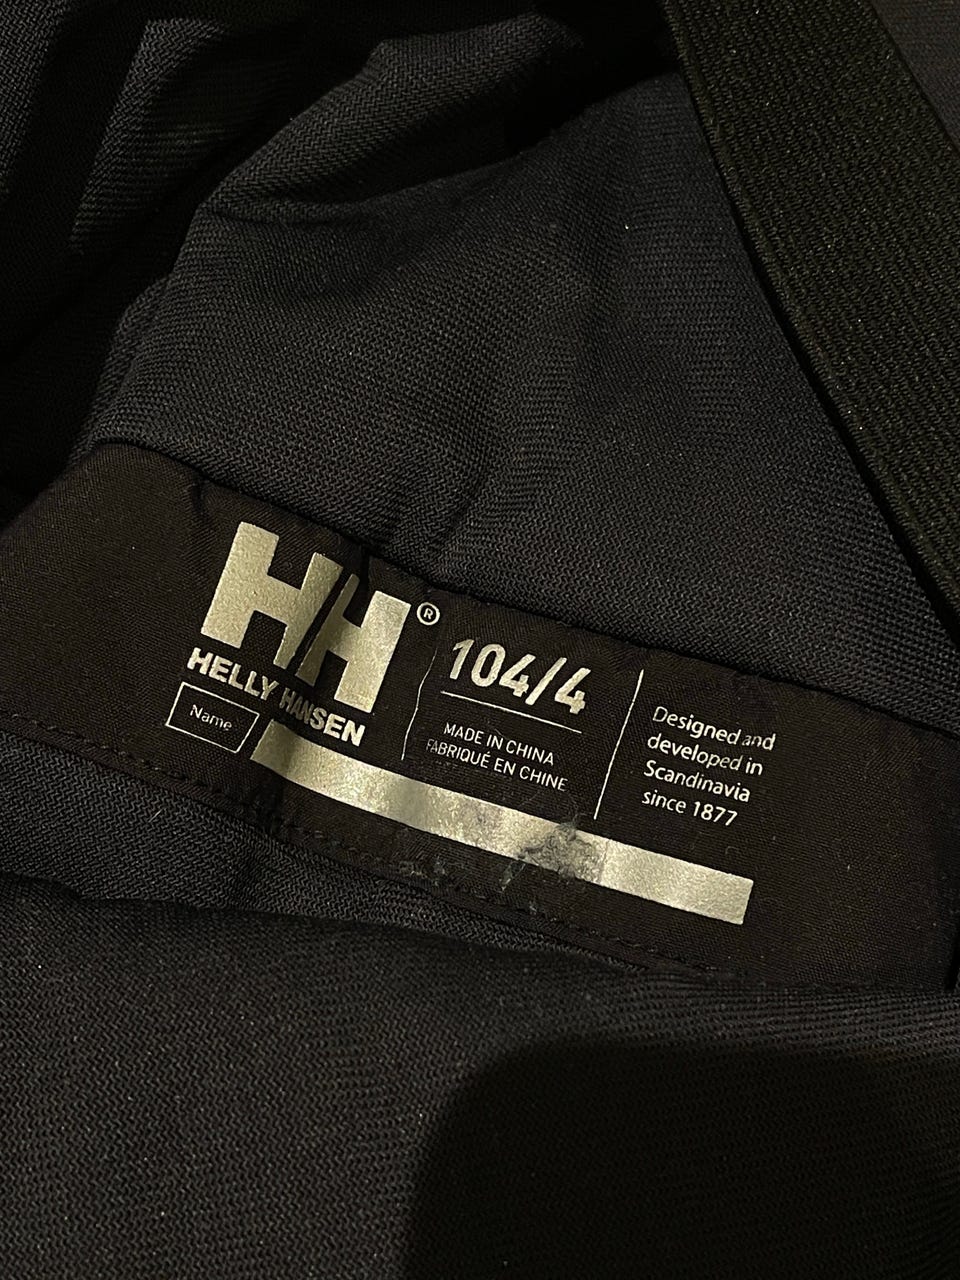 HH®
HELLY HANSEN
Name
104/4
MADE IN CHINA
FABRIQUÉ EN CHINE
Designed and
developed in
Scandinavia
since 1877